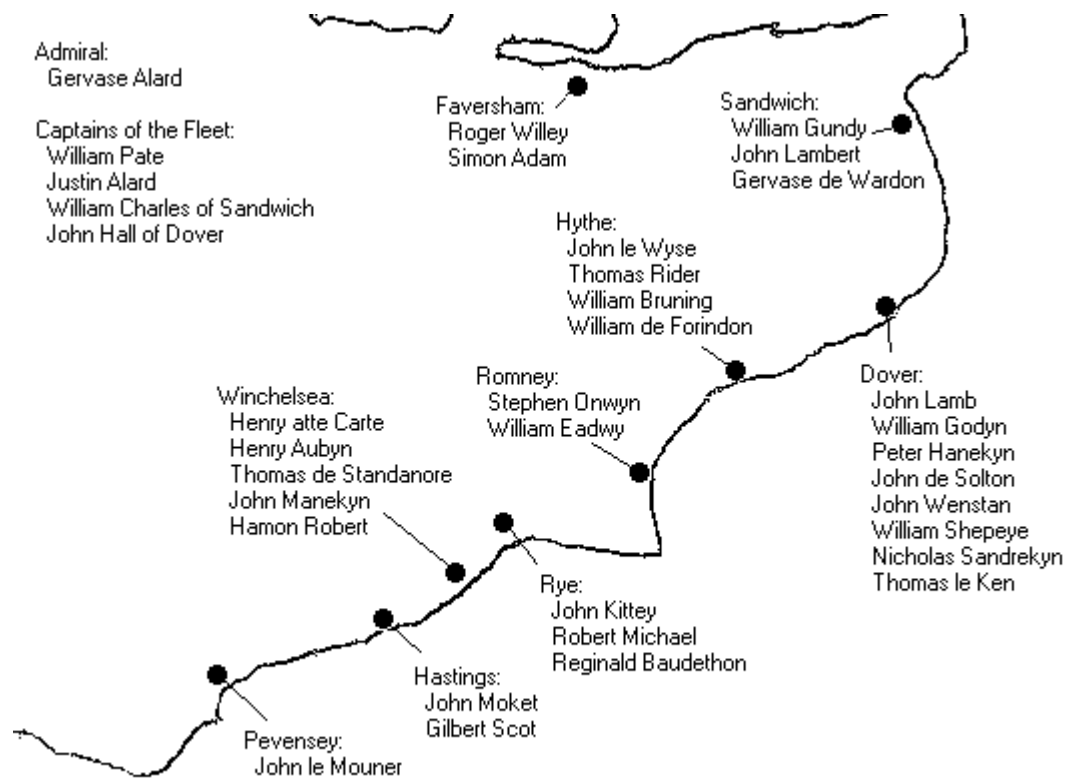 Admiral:
Gervase Alard
Captains of the Fleet:
William Pate
Justin Alard
William Charles of Sandwich
John Hall of Dover
Faversham:
Roger Willey
Simon Adam
Sandwich:
William Gundy
John Lambert
Gervase de Wardon
Hythe:
John le Wyse
Thomas Rider
William Bruning
William de Forindon
Romney:
Stephen Onwyn
William Eadwy
Winchelsea:
Henry atte Carte
Henry Aubyn
Thomas de Standanore
John Manekyn
Hamon Robert
Dover:
John Lamb
William Godyn
Peter Hanekyn
John de Solton
John Wenstan
William Shepeye
Nicholas Sandrekyn
Thomas le Ken
Rye:
John Kittey
Robert Michael
Reginald Baudethon
Hastings:
John Moket
Gilbert Scot
Pevensey:
John le Mouner